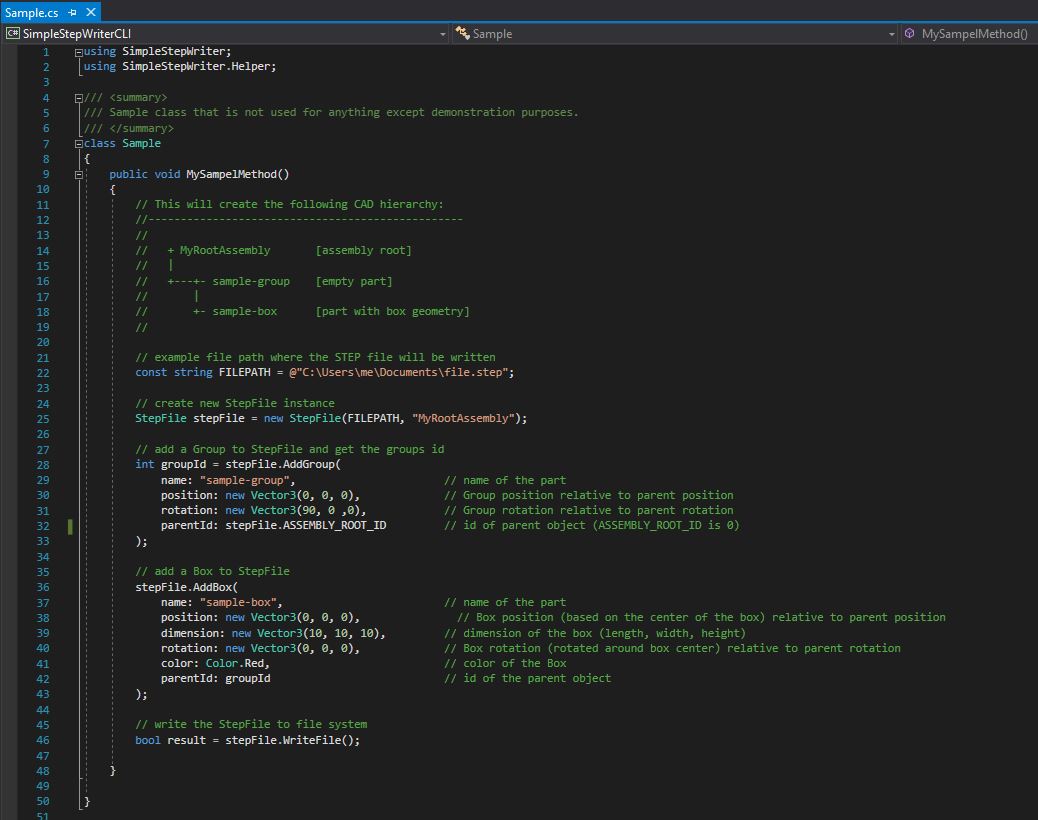 Sample.cs
C# SimpleStepWriterCLI Sample MySampelMethod()
1 using SimpleStepWriter;
2 using SimpleStepWriter.Helper;
3
4 /// <summary>
5 /// Sample class that is not used for anything except demonstration purposes.
6 /// </summary>
7 class Sample
8 {
9 public void MySampelMethod()
10 {
11 // This will create the following CAD hierarchy:
12 //-------------------------------------------------
13 //
14 // + MyRootAssembly [assembly root]
15 // |
16 // +---+- sample-group [empty part]
17 // |
18 // +- sample-box [part with box geometry]
19 //
20
21 // example file path where the STEP file will be written
22 const string FILEPATH = @"C:\Users\me\Documents\file.step";
23
24 // create new StepFile instance
25 StepFile stepFile = new StepFile(FILEPATH, "MyRootAssembly");
26
27 // add a Group to StepFile and get the groups id
28 int groupId = stepFile.AddGroup(
29 name: "sample-group", // name of the part
30 position: new Vector3(0, 0, 0), // Group position relative to parent position
31 rotation: new Vector3(90, 0 ,0), // Group rotation relative to parent rotation
32 parentId: stepFile.ASSEMBLY_ROOT_ID // id of parent object (ASSEMBLY_ROOT_ID is 0)
33 );
34
35 // add a Box to StepFile
36 stepFile.AddBox(
37 name: "sample-box", // name of the part
38 position: new Vector3(0, 0, 0), // Box position (based on the center of the box) relative to parent position
39 dimension: new Vector3(10, 10, 10), // dimension of the box (length, width, height)
40 rotation: new Vector3(0, 0, 0), // Box rotation (rotated around box center) relative to parent rotation
41 color: Color.Red, // color of the Box
42 parentId: groupId // id of the parent object
43 );
44
45 // write the StepFile to file system
46 bool result = stepFile.WriteFile();
47
48 }
49
50 }
51